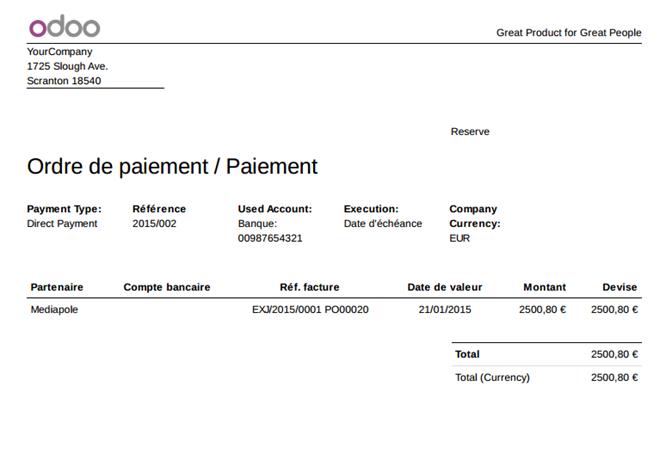 odoo
Great Product for Great People
YourCompany
1725 Slough Ave.
Scranton 18540
Reserve
Ordre de paiement / Paiement
Payment Type: Référence Used Account: Execution: Company
Direct Payment 2015/002 Banque: Date d'échéance Currency:
00987654321 EUR
Partenaire Compte bancaire Réf. facture Date de valeur Montant Devise
Mediapole EXJ/2015/0001 PO00020 21/01/2015 2500,80 € 2500,80 €
Total 2500,80 €
Total (Currency) 2500,80 €